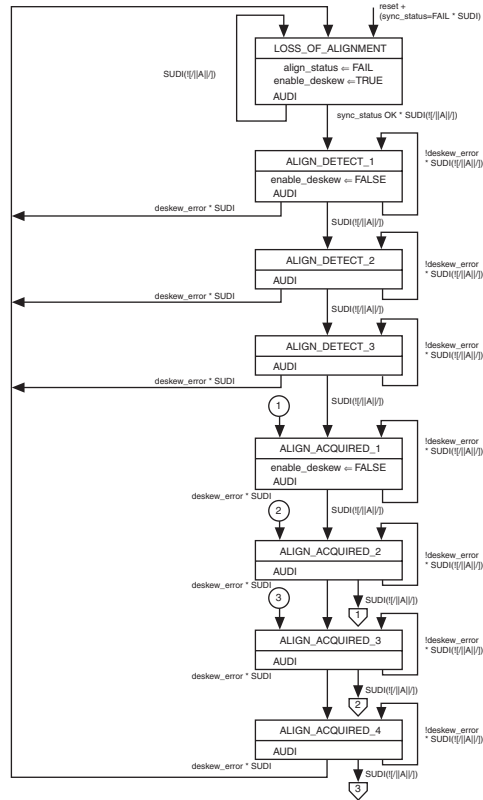 reset +
(sync_status=FAIL * SUDI)
LOSS_OF_ALIGNMENT
align_status ⇐ FAIL
enable_deskew ⇐TRUE
AUDI
SUDI(![/||A||/])
sync_status OK * SUDI(![/||A||/])
ALIGN_DETECT_1
enable_deskew ⇐ FALSE
AUDI
!deskew_error
* SUDI(![/||A||/])
deskew_error * SUDI
SUDI(![/||A||/])
ALIGN_DETECT_2
AUDI
!deskew_error
* SUDI(![/||A||/])
deskew_error * SUDI
SUDI(![/||A||/])
ALIGN_DETECT_3
AUDI
!deskew_error
* SUDI(![/||A||/])
deskew_error * SUDI
SUDI(![/||A||/])
1
ALIGN_ACQUIRED_1
enable_deskew ⇐ FALSE
AUDI
!deskew_error
* SUDI(![/||A||/])
deskew_error * SUDI
SUDI(![/||A||/])
2
ALIGN_ACQUIRED_2
AUDI
!deskew_error
* SUDI(![/||A||/])
deskew_error * SUDI
SUDI(![/||A||/])
1
3
ALIGN_ACQUIRED_3
AUDI
!deskew_error
* SUDI(![/||A||/])
deskew_error * SUDI
SUDI(![/||A||/])
2
ALIGN_ACQUIRED_4
AUDI
!deskew_error
* SUDI(![/||A||/])
deskew_error * SUDI
SUDI(![/||A||/])
3